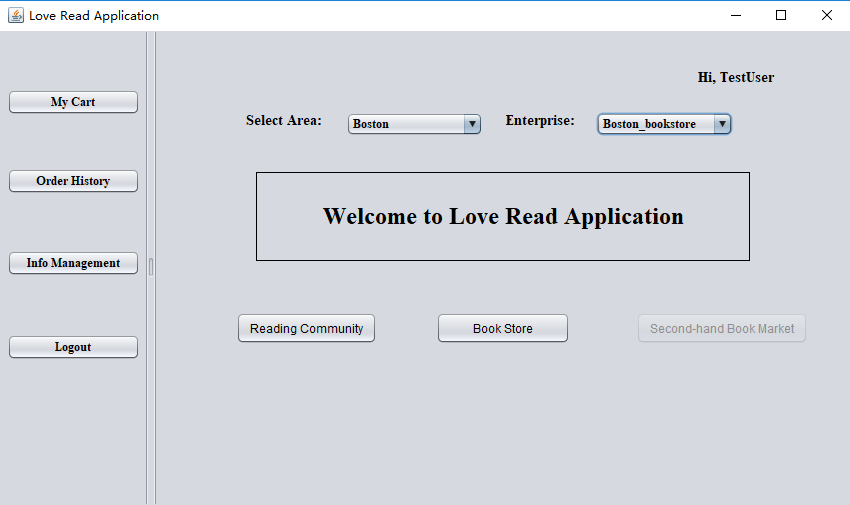 Love Read Application
Hi, TestUser
My Cart
Select Area: Boston Enterprise: Boston_bookstore
Order History
Welcome to Love Read Application
Info Management
Reading Community Book Store Second-hand Book Market
Logout